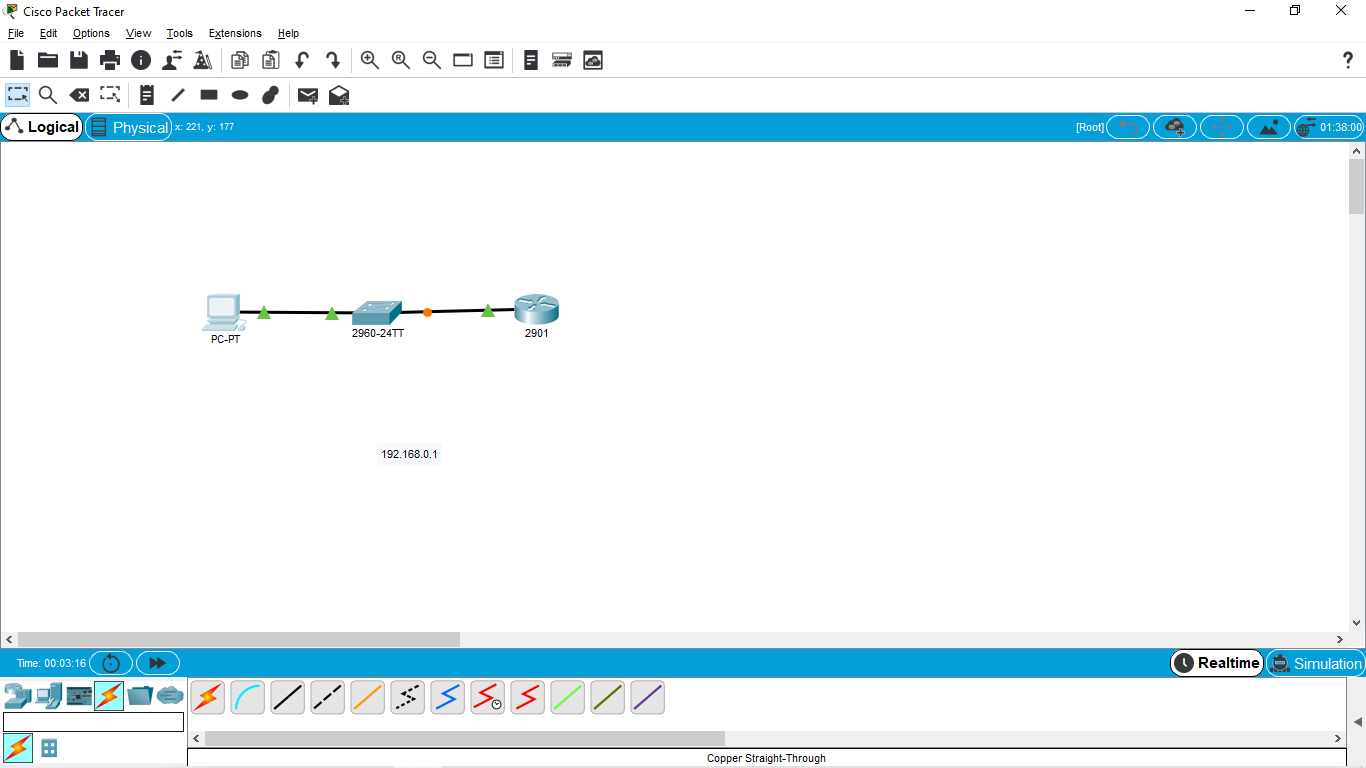 Cisco Packet Tracer
File Edit Options View Tools Extensions Help
R
?
Logical Physical x: 221, y: 177 [Root] 01:38:00
PC-PT 2960-24TT 2901
192.168.0.1
Time: 00:03:16 Realtime Simulation
Copper Straight-Through